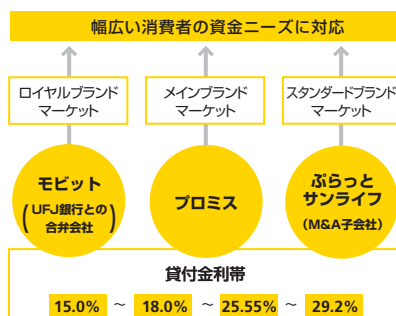 幅広い消費者の資金ニーズに対応
ロイヤルブランド
マーケット
メインブランド
マーケット
スタンダードブランド
マーケット
モビット
(UFJ銀行との
合弁会社)
プロミス
ぷらっと
サンライフ
(M&A子会社)
貸付金利帯
15.0% ～ 18.0% ～ 25.55% ～ 29.2%